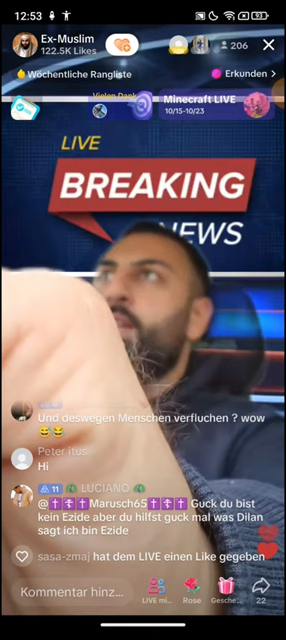 12:53
93
Ex-Muslim
122.5K Likes
206
Wöchentliche Rangliste
Erkunden >
Vielen Dank
Minecraft LIVE
10/15-10/23
LIVE
BREAKING
NEWS
Und deswegen Menschen verfluchen ? wow
😅😂
Peter itus
Hi
11 LUCIANO
@✝️✝️✝️Marusch65✝️✝️✝️ Guck du bist
kein Ezide aber du hilfst guck mal was Dilan
sagt ich bin Ezide
sasa-zmaj hat dem LIVE einen Like gegeben
Kommentar hinz...
LIVE mi...
Rose
Gesche...
22